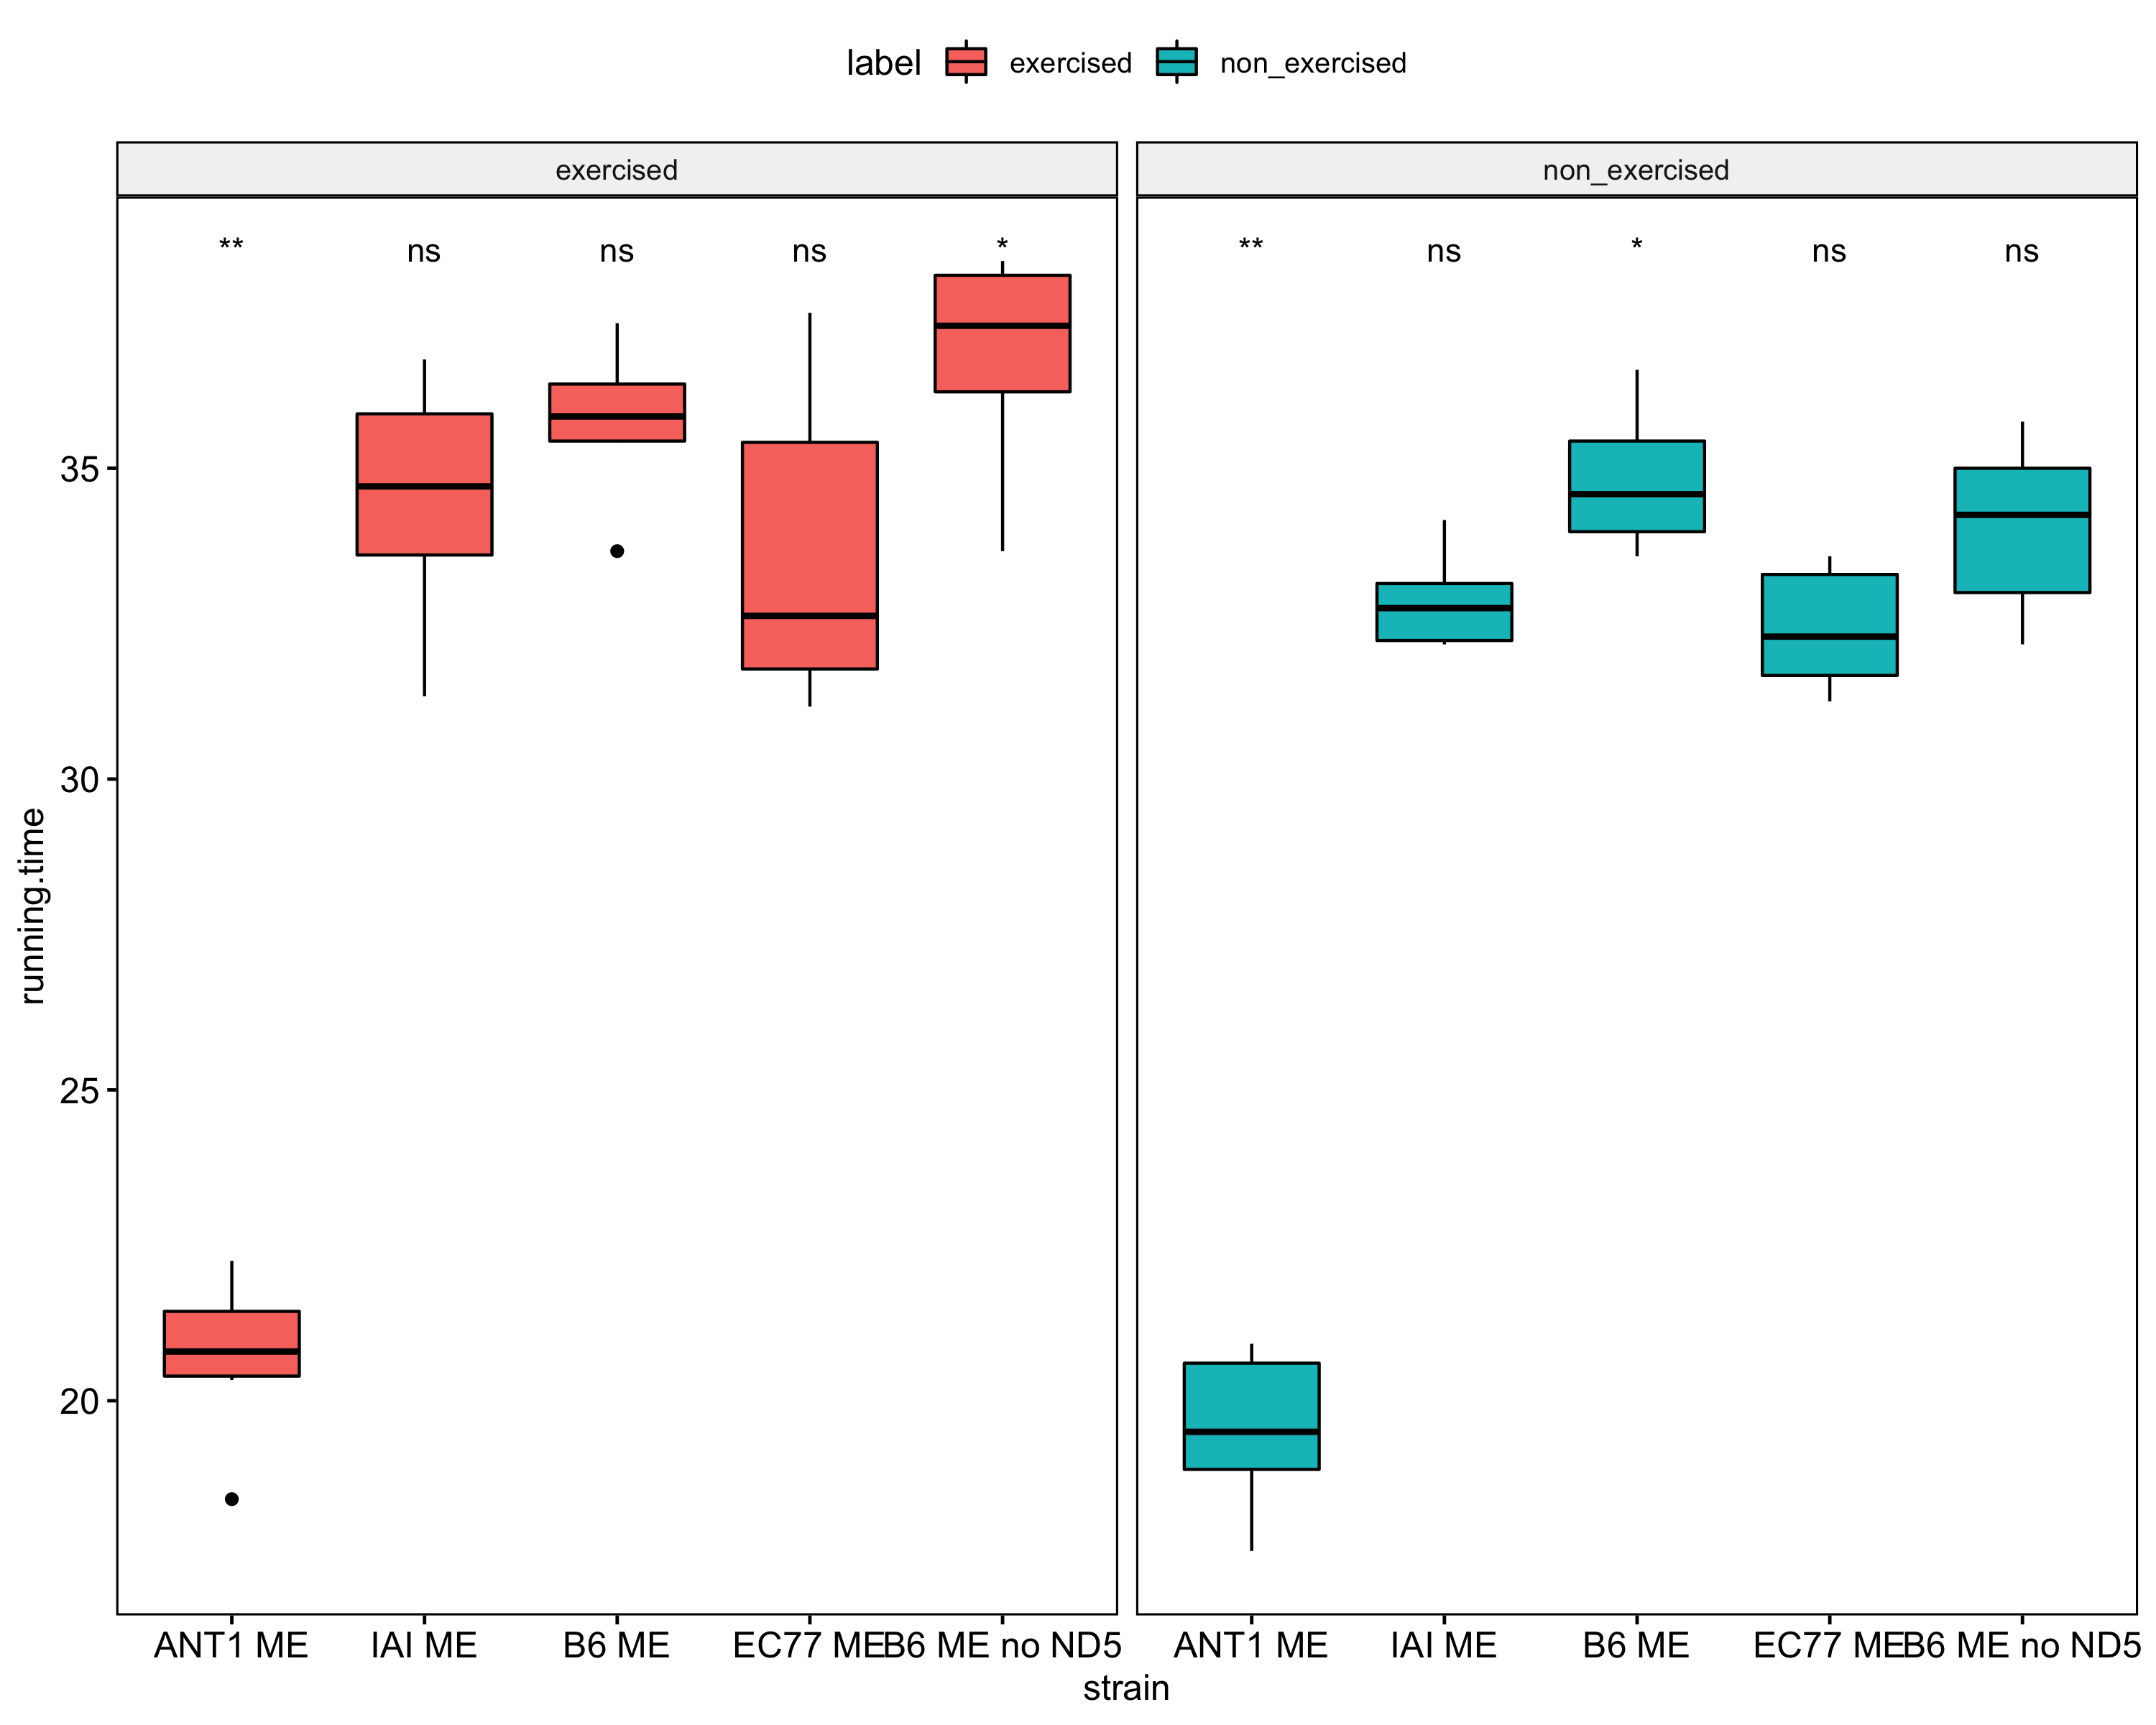 label exercised non_exercised
exercised non_exercised
** ns ns ns * ** ns * ns ns
35
30
25
20
running.time
ANT1 ME IAI ME B6 ME EC77 ME B6 ME no ND5 ANT1 ME IAI ME B6 ME EC77 ME B6 ME no ND5
strain